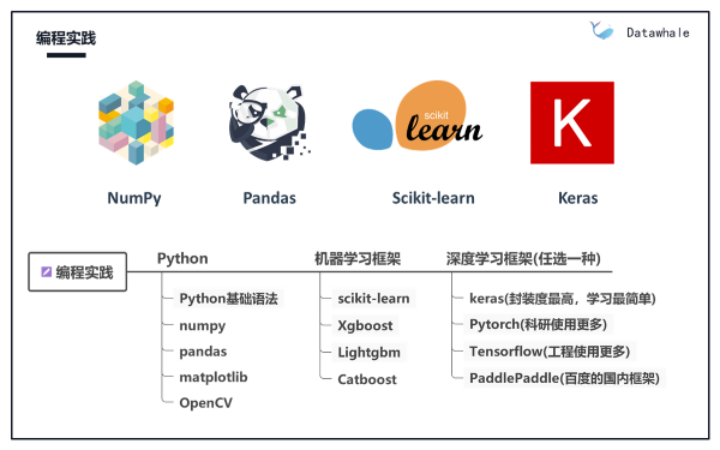 编程实践
Datawhale
scikit
learn
K
NumPy
Pandas
Scikit-learn
Keras
编程实践
Python
Python基础语法
numpy
pandas
matplotlib
OpenCV
机器学习框架
scikit-learn
Xgboost
Lightgbm
Catboost
深度学习框架(任选一种)
keras(封装度最高，学习最简单)
Pytorch(科研使用更多)
Tensorflow(工程使用更多)
PaddlePaddle(百度的国内框架)